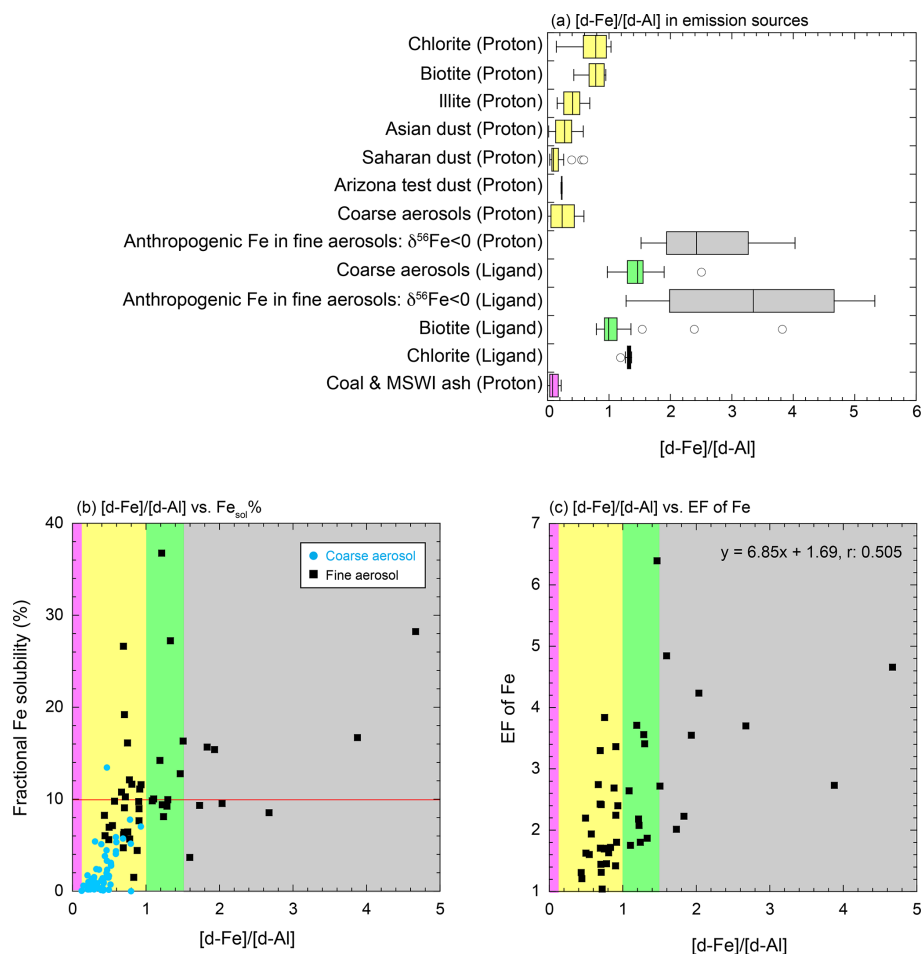 (a) [d-Fe]/[d-Al] in emission sources
Chlorite (Proton)
Biotite (Proton)
Illite (Proton)
Asian dust (Proton)
Saharan dust (Proton)
Arizona test dust (Proton)
Coarse aerosols (Proton)
Anthropogenic Fe in fine aerosols: δ⁵⁶Fe<0 (Proton)
Coarse aerosols (Ligand)
Anthropogenic Fe in fine aerosols: δ⁵⁶Fe<0 (Ligand)
Biotite (Ligand)
Chlorite (Ligand)
Coal & MSWI ash (Proton)
0 1 2 3 4 5 6
[d-Fe]/[d-Al]
(b) [d-Fe]/[d-Al] vs. Fe_sol%
40
30
20
10
0
Fractional Fe solubility (%)
Coarse aerosol
Fine aerosol
0 1 2 3 4 5
[d-Fe]/[d-Al]
(c) [d-Fe]/[d-Al] vs. EF of Fe
y = 6.85x + 1.69, r: 0.505
7
6
5
4
3
2
1
EF of Fe
0 1 2 3 4 5
[d-Fe]/[d-Al]